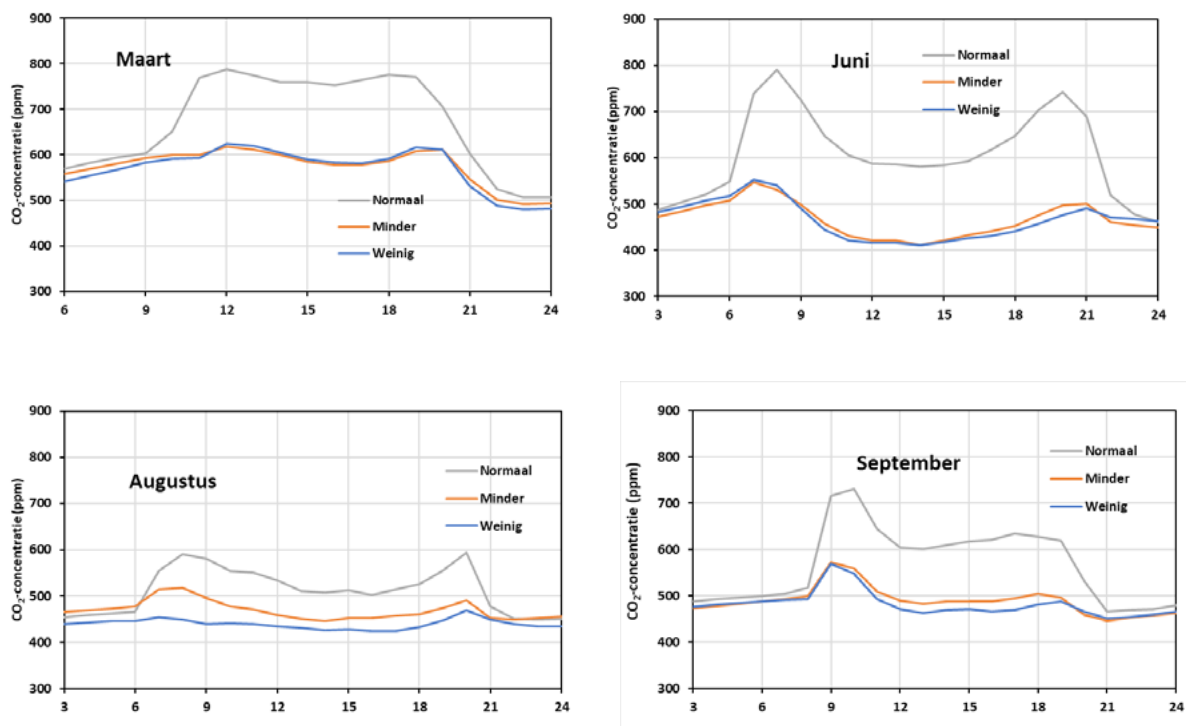 Maart
CO₂-concentratie (ppm)
900
800
700
600
500
400
300
6
9
12
15
18
21
24
Normaal
Minder
Weinig
Juni
CO₂-concentratie (ppm)
900
800
700
600
500
400
300
3
6
9
12
15
18
21
24
Normaal
Minder
Weinig
Augustus
CO₂-concentratie (ppm)
900
800
700
600
500
400
300
3
6
9
12
15
18
21
24
Normaal
Minder
Weinig
September
CO₂-concentratie (ppm)
900
800
700
600
500
400
300
3
6
9
12
15
18
21
24
Normaal
Minder
Weinig